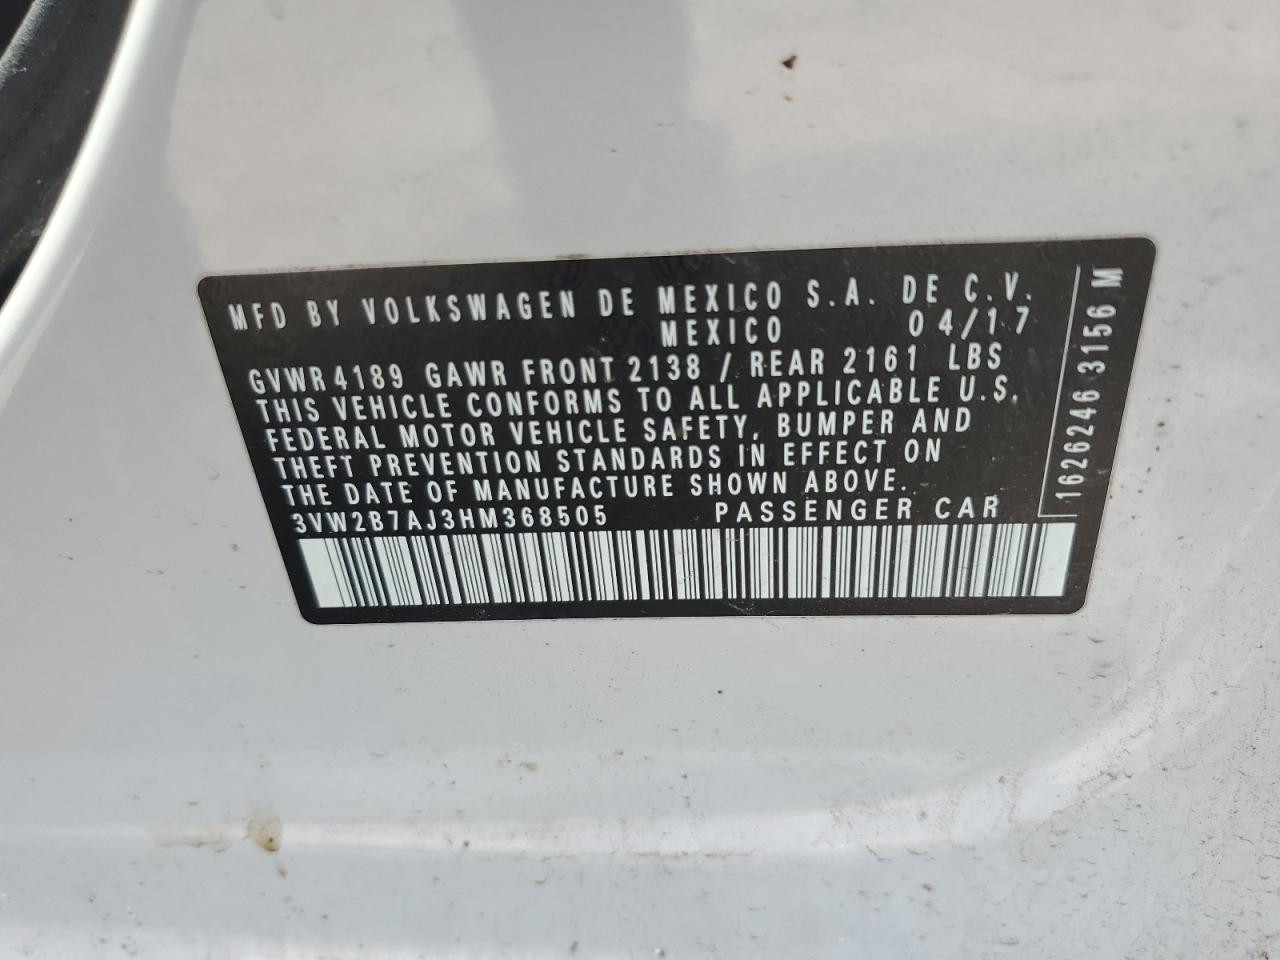 MFD BY VOLKSWAGEN DE MEXICO S.A. DE C.V.
MEXICO 04/17
GVWR 4189 GAWR FRONT 2138 / REAR 2161 LBS
THIS VEHICLE CONFORMS TO ALL APPLICABLE U.S.
FEDERAL MOTOR VEHICLE SAFETY, BUMPER AND
THEFT PREVENTION STANDARDS IN EFFECT ON
THE DATE OF MANUFACTURE SHOWN ABOVE.
3VW2B7AJ3HM368505 PASSENGER CAR
1626246 3156 M